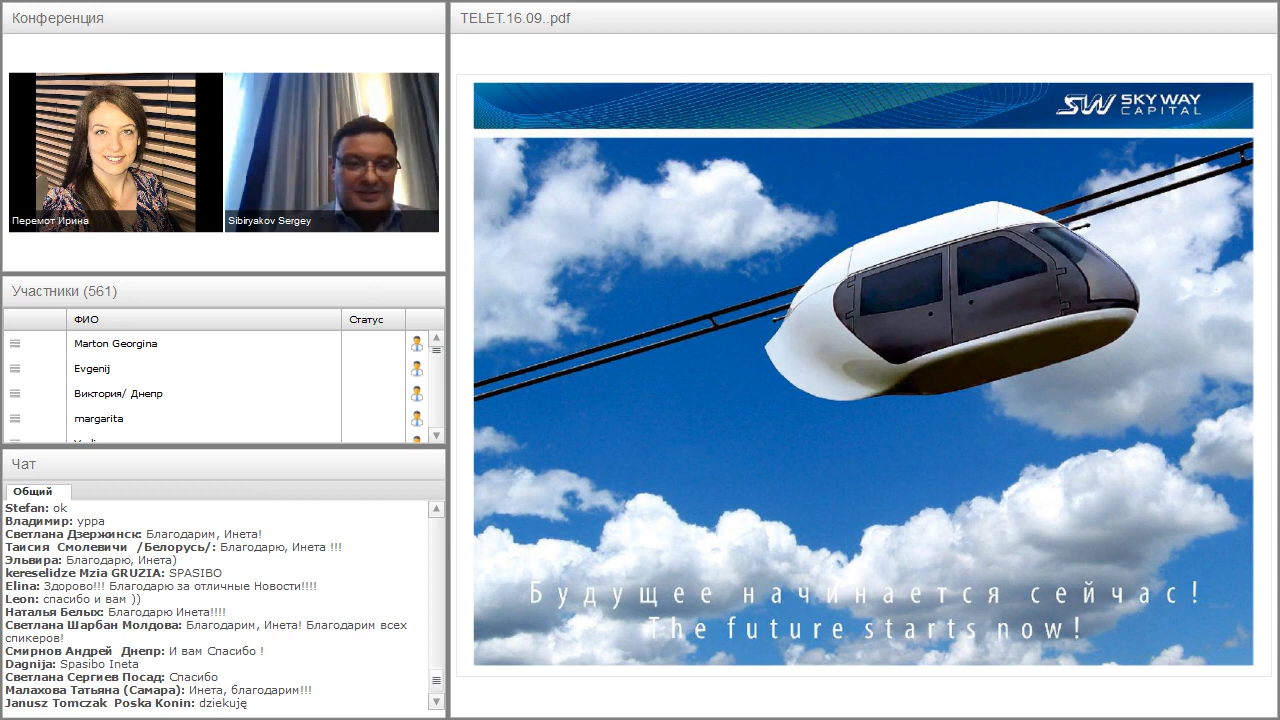 Конференция
Перемот Ирина
Sibiryakov Sergey
Участники (561)
ФИО
Статус
Marton Georgina
Evgenij
Виктория/ Днепр
margarita
Чат
Общий
Stefan: ok
Владимир: урра
Светлана Дзержинск: Благодарим, Инета!
Таисия Смолевичи /Белорусь/: Благодарю, Инета !!!
Эльвира: Благодарю, Инета)
kereselidze Mzia GRUZIA: SPASIBO
Elina: Здорово!!! Благодарю за отличные Новости!!!!
Leon: спасибо и вам ))
Наталья Белых: Благодарю Инета!!!!
Светлана Шарбан Молдова: Благодарим, Инета! Благодарим всех
спикеров!
Смирнов Андрей Днепр: И вам Спасибо !
Dagnija: Spasibo Ineta
Светлана Сергиев Посад: Спасибо
Малахова Татьяна (Самара): Инета, благодарим!!!
Janusz Tomczak Poska Konin: dziekuję
TELET.16.09..pdf
SW SKY WAY
CAPITAL
Будущее начинается сейчас!
The future starts now!